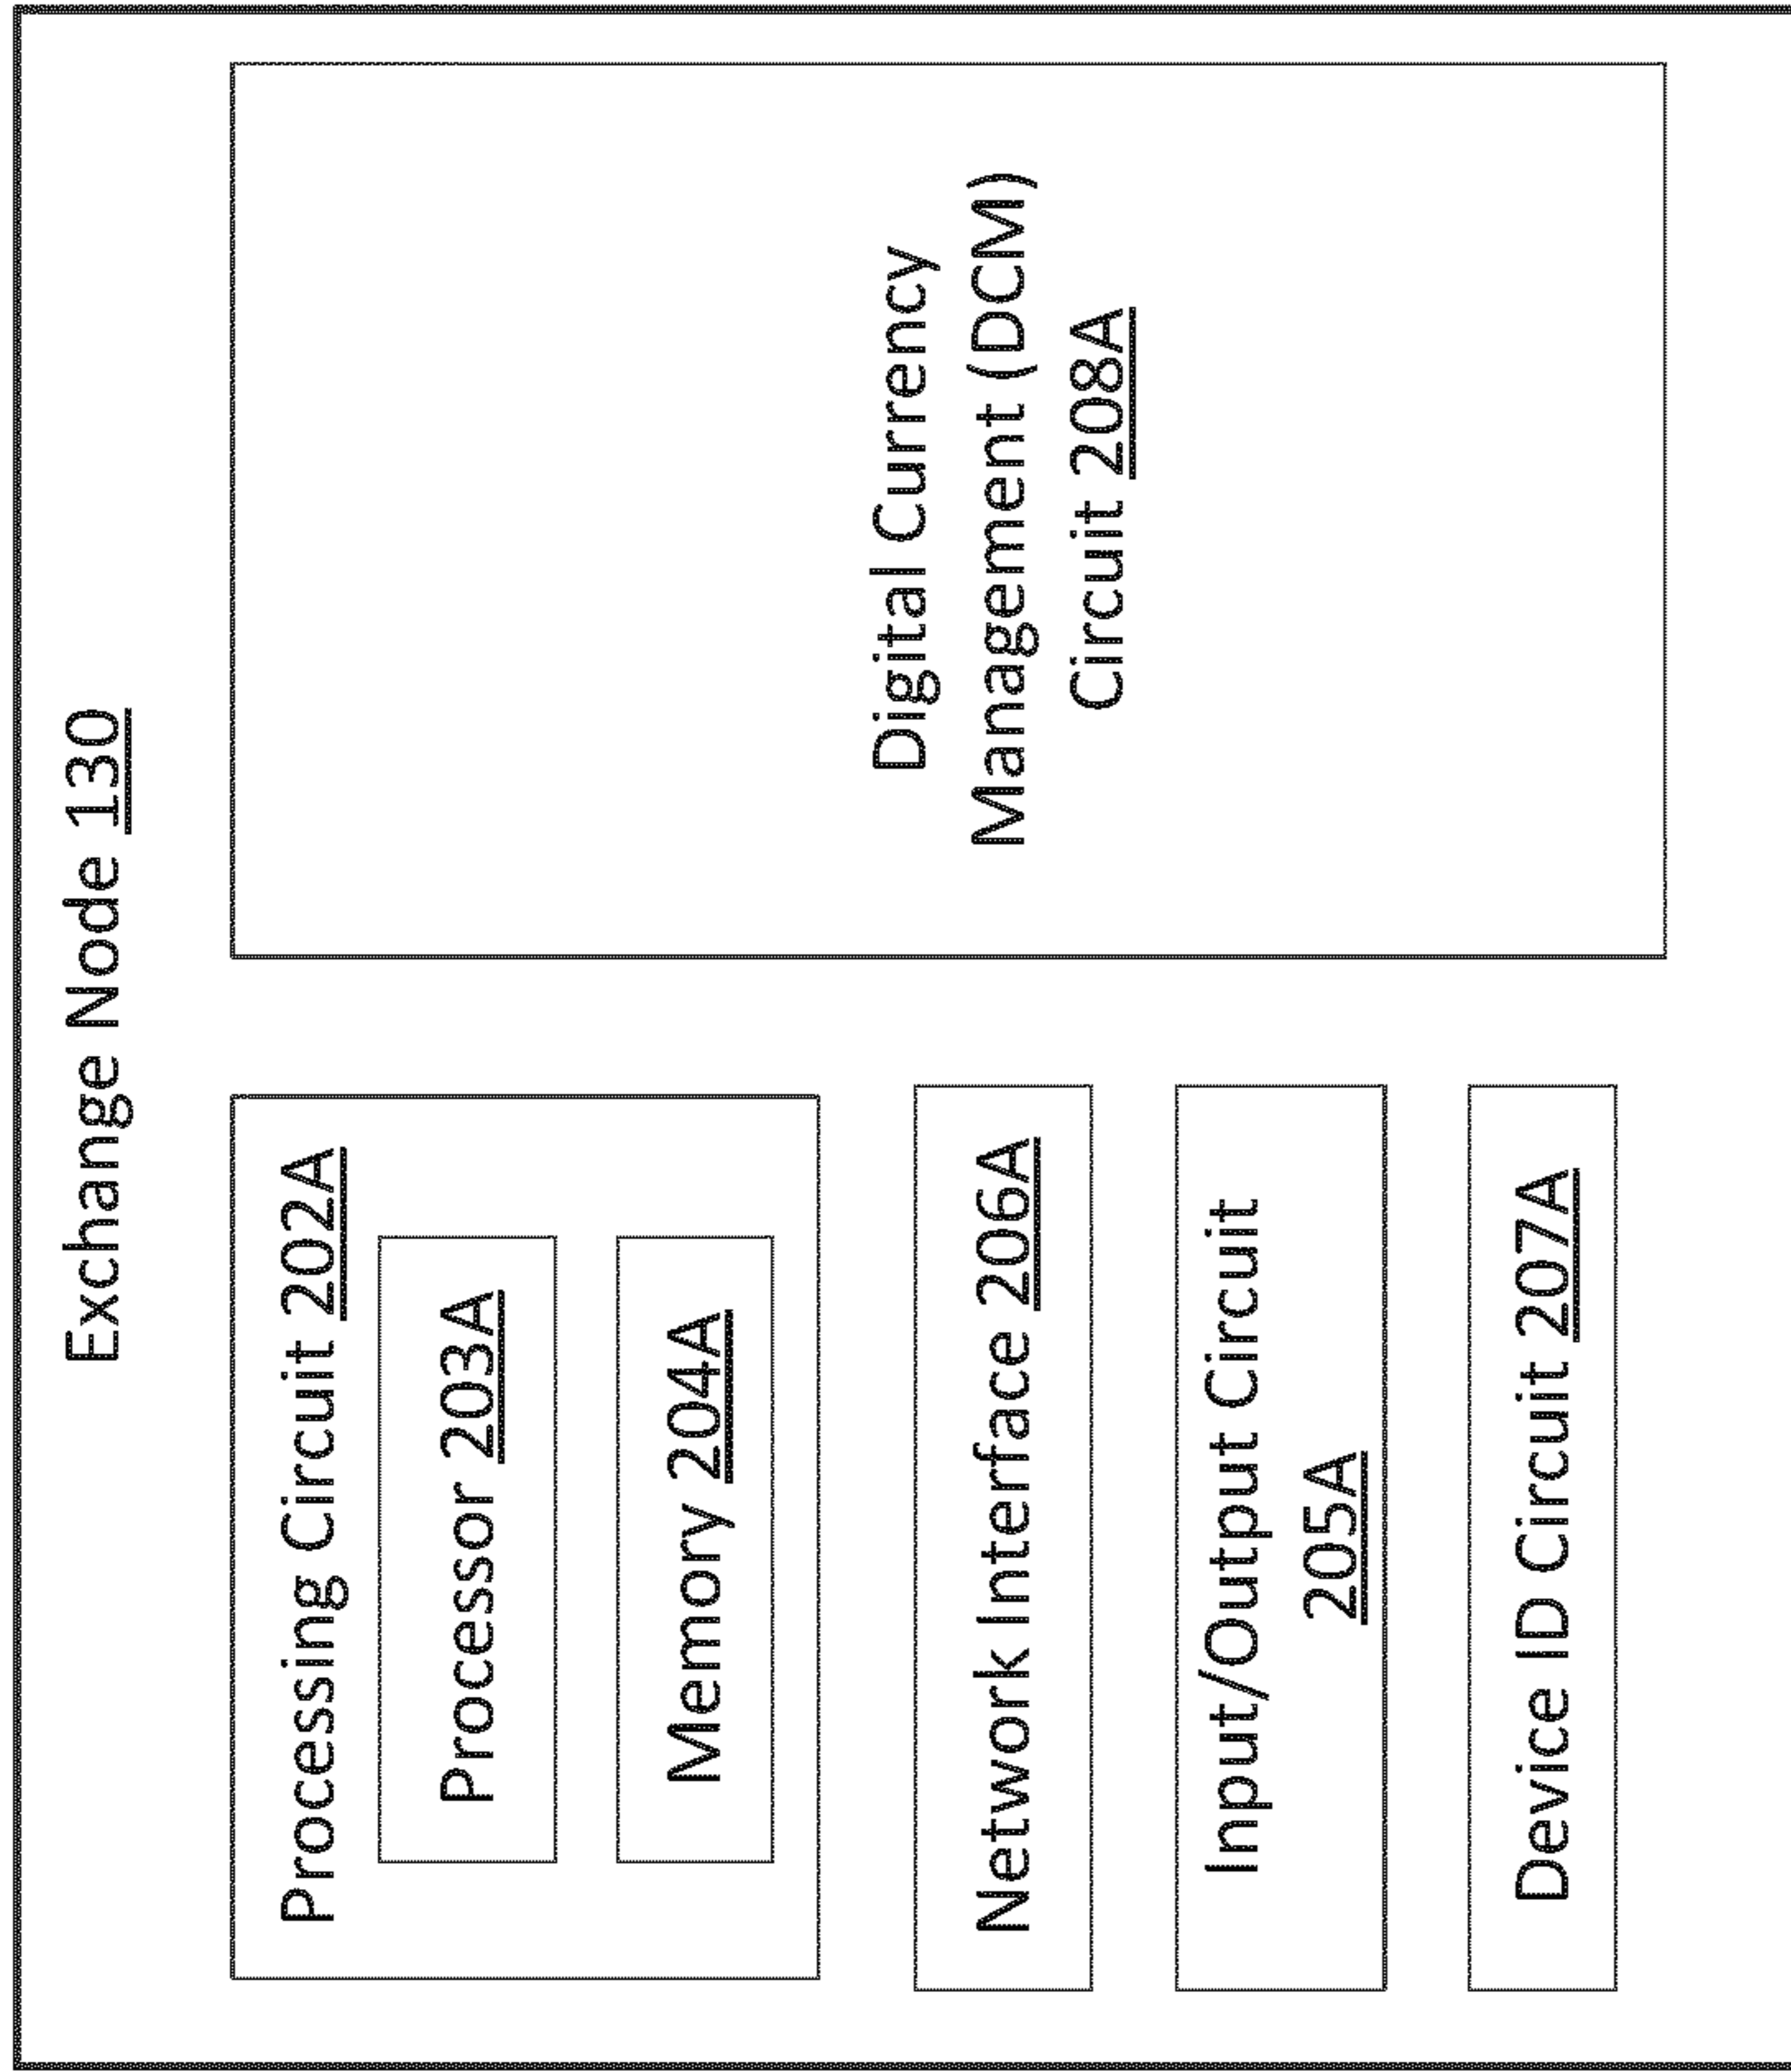 Exchange Node 130
Processing Circuit 202A
Processor 203A
Memory 204A
Network Interface 206A
Input/Output Circuit
205A
Device ID Circuit 207A
Digital Currency
Management (DCM)
Circuit 208A